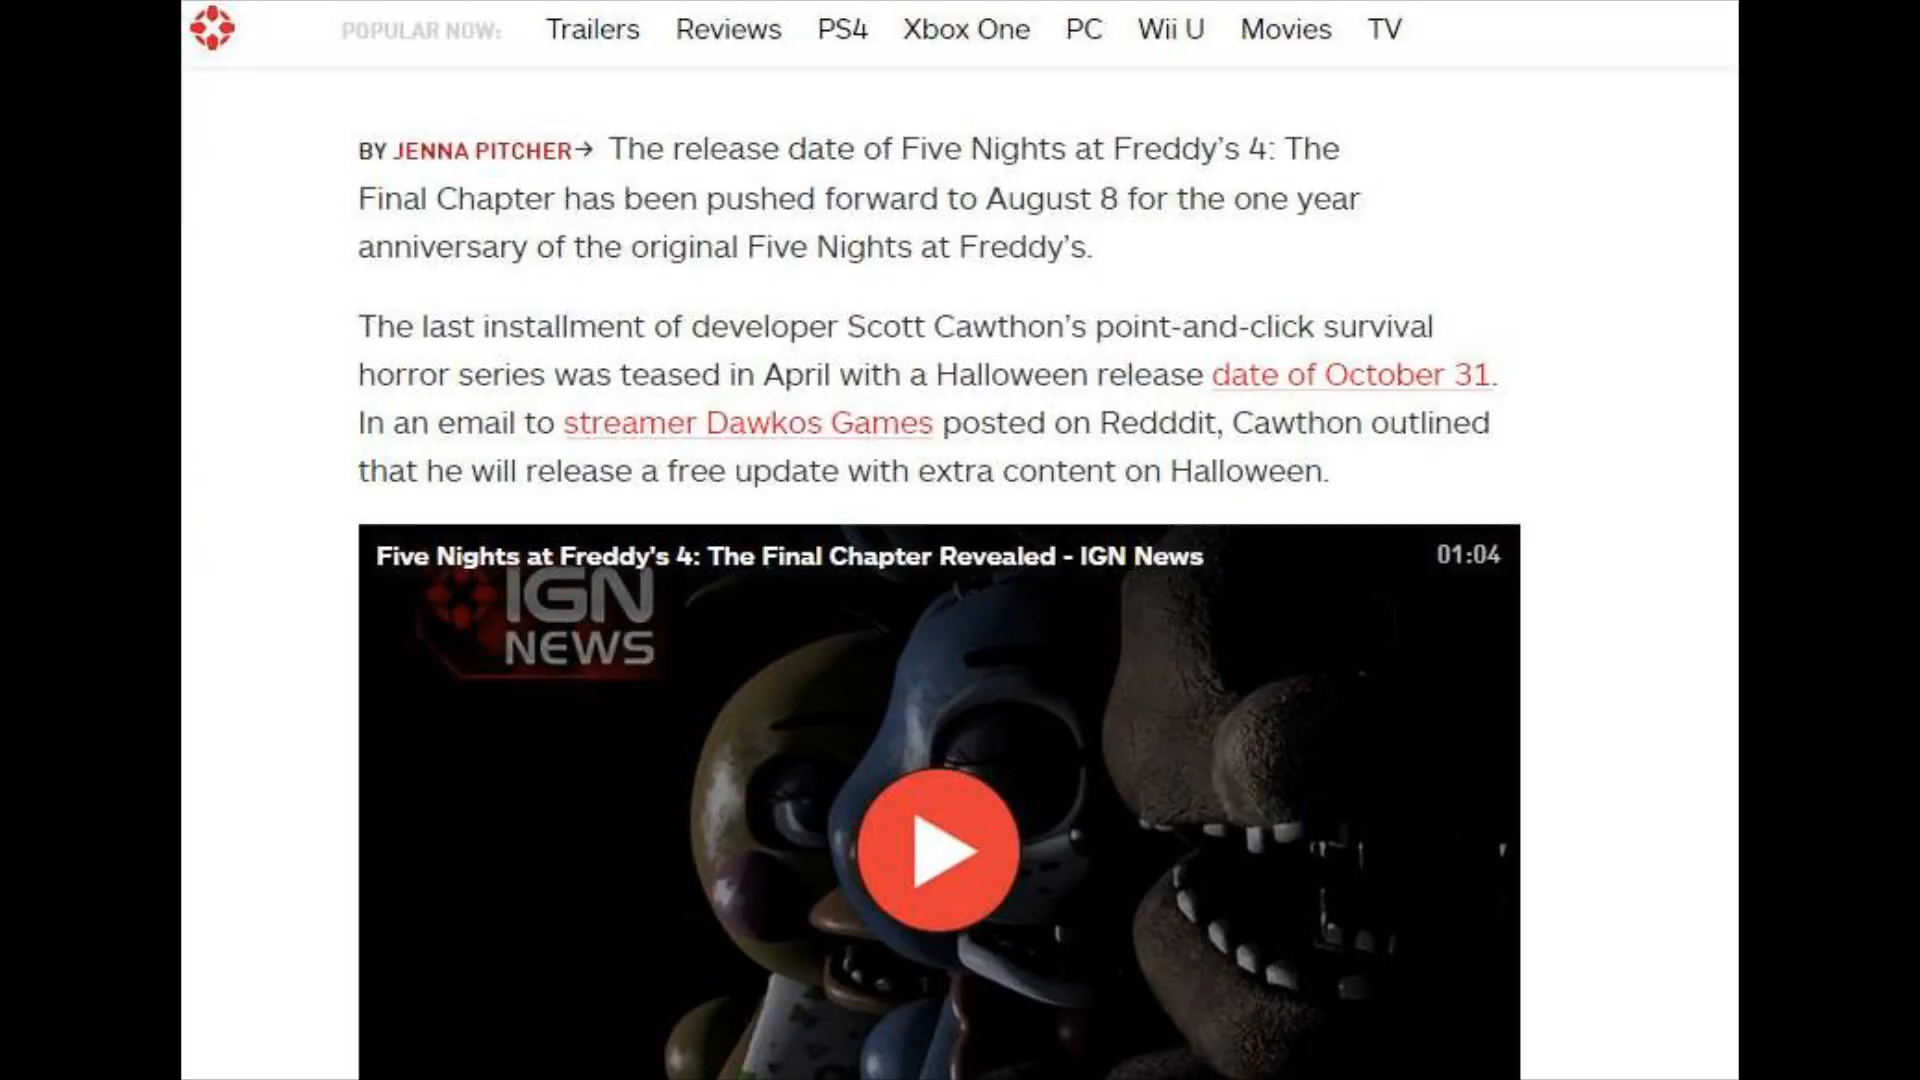 POPULAR NOW: Trailers Reviews PS4 Xbox One PC Wii U Movies TV
BY JENNA PITCHER→ The release date of Five Nights at Freddy's 4: The
Final Chapter has been pushed forward to August 8 for the one year
anniversary of the original Five Nights at Freddy's.
The last installment of developer Scott Cawthon's point-and-click survival
horror series was teased in April with a Halloween release date of October 31.
In an email to streamer Dawkos Games posted on Redddit, Cawthon outlined
that he will release a free update with extra content on Halloween.
Five Nights at Freddy's 4: The Final Chapter Revealed - IGN News 01:04
IGN
NEWS